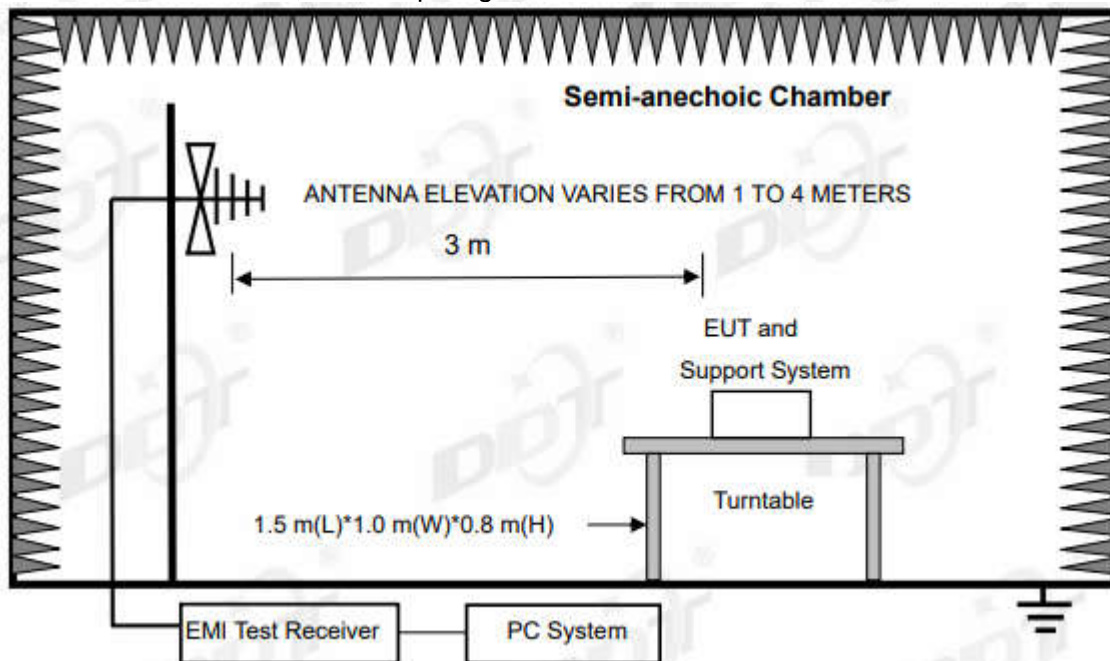 Semi-anechoic Chamber
ANTENNA ELEVATION VARIES FROM 1 TO 4 METERS
3 m
EUT and
Support System
Turntable
1.5 m(L)*1.0 m(W)*0.8 m(H)
EMI Test Receiver
PC System